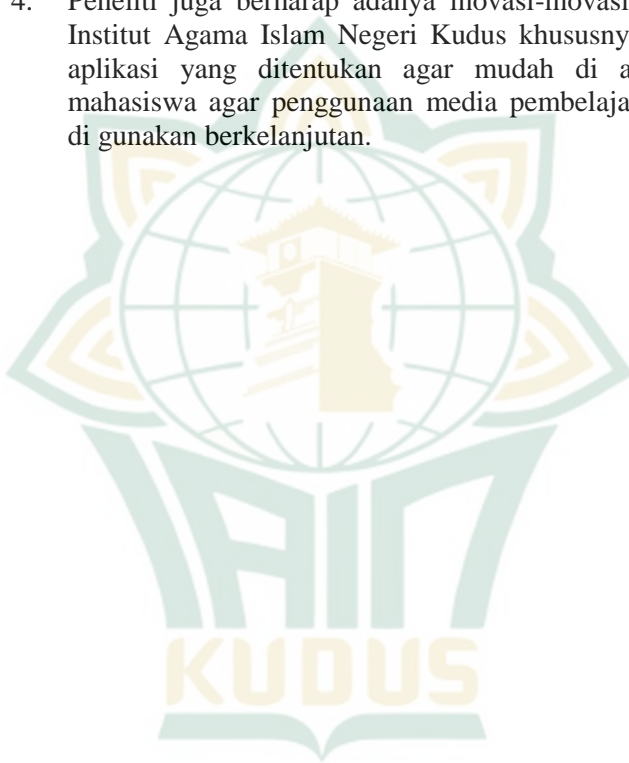 4. Peneliti juga berharap adanya inovasi-inovasi
Institut Agama Islam Negeri Kudus khususny
aplikasi yang ditentukan agar mudah di a
mahasiswa agar penggunaan media pembelaja
di gunakan berkelanjutan.
IAIN
KUDUS